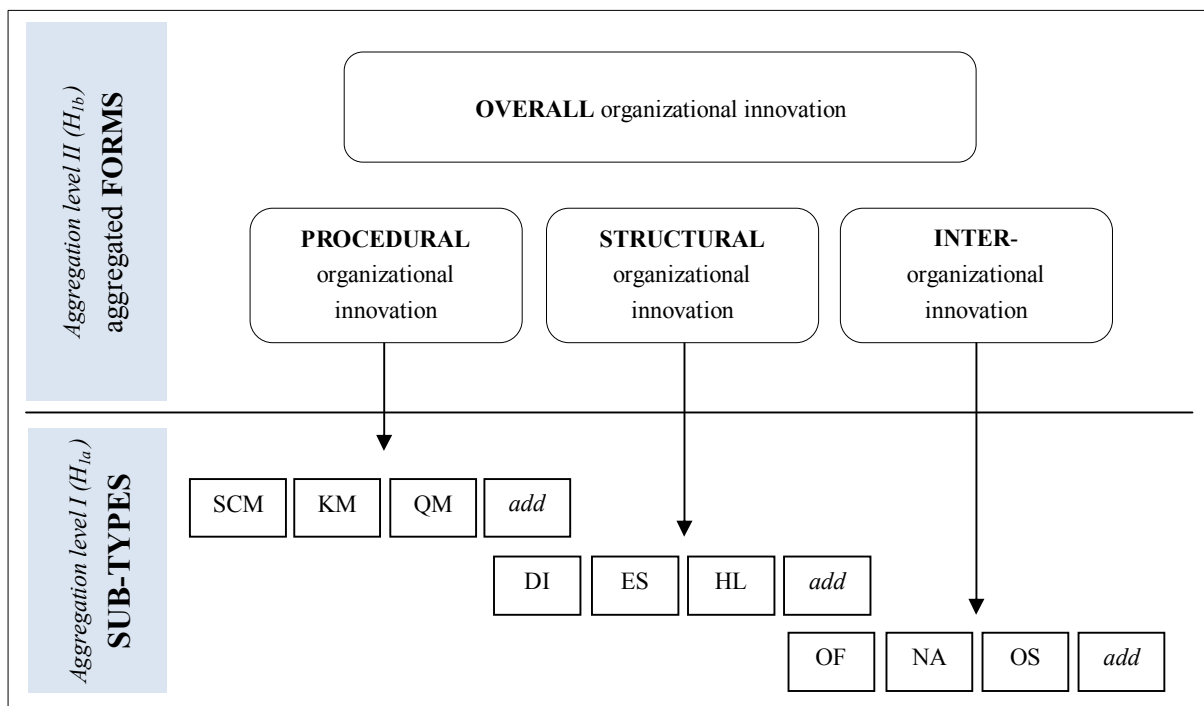 Aggregation level II (H1b)
aggregated FORMS
OVERALL organizational innovation
PROCEDURAL
organizational
innovation
STRUCTURAL
organizational
innovation
INTER-
organizational
innovation
Aggregation level I (H1a)
SUB-TYPES
SCM KM QM add
DI ES HL add
OF NA OS add